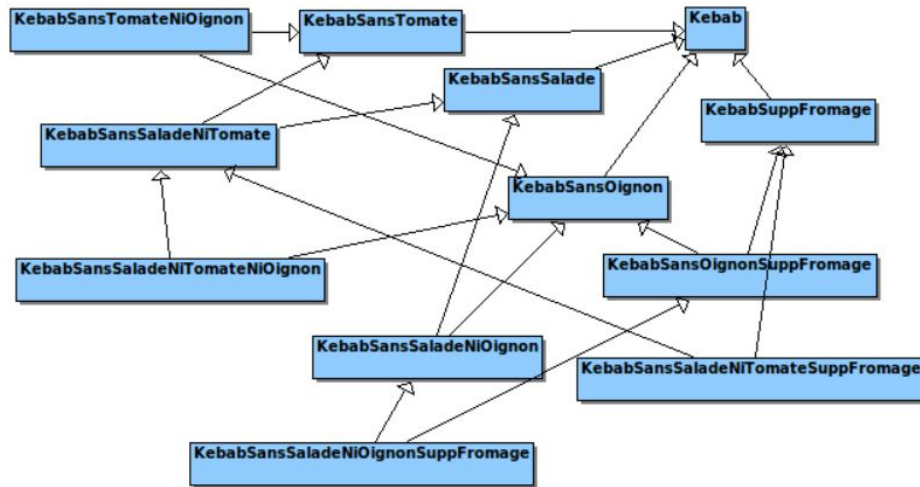 KebabSansTomateNiOignon
KebabSansTomate
Kebab
KebabSansSalade
KebabSuppFromage
KebabSansSaladeNiTomate
KebabSansOignon
KebabSansSaladeNiTomateNiOignon
KebabSansOignonSuppFromage
KebabSansSaladeNiOignon
KebabSansSaladeNiTomateSuppFromage
KebabSansSaladeNiOignonSuppFromage